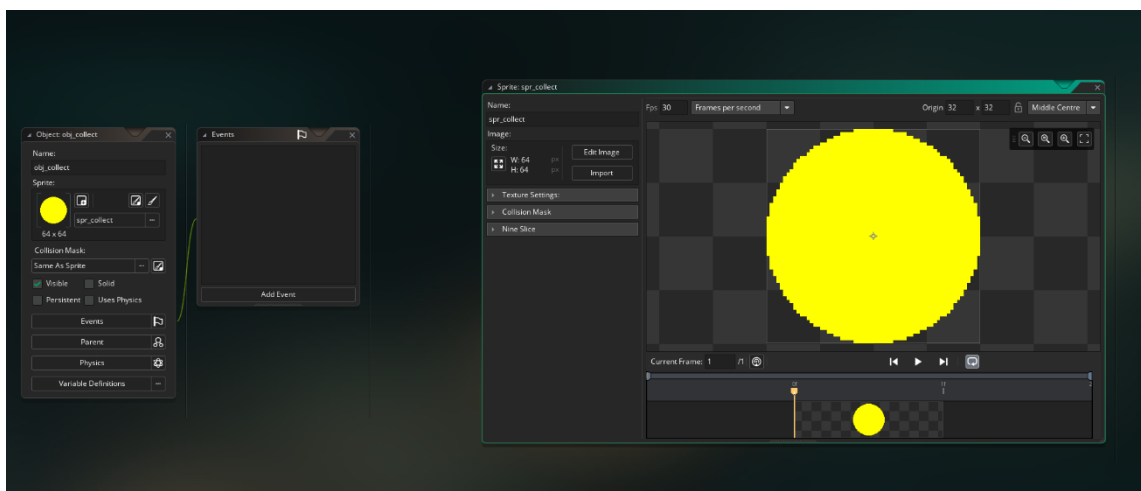 Object: obj_collect
Name:
obj_collect
Sprite:
spr_collect
64 x 64
Collision Mask:
Same As Sprite
Visible
Solid
Persistent
Uses Physics
Events
Parent
Physics
Variable Definitions
Events
Add Event
Sprite: spr_collect
Name:
spr_collect
Image:
Size:
W: 64 px
H: 64 px
Edit Image
Import
Texture Settings:
Collision Mask
Nine Slice
Fps 30 Frames per second
Origin 32 x 32 Middle Centre
Current Frame: 1 /1
0f 1f 2